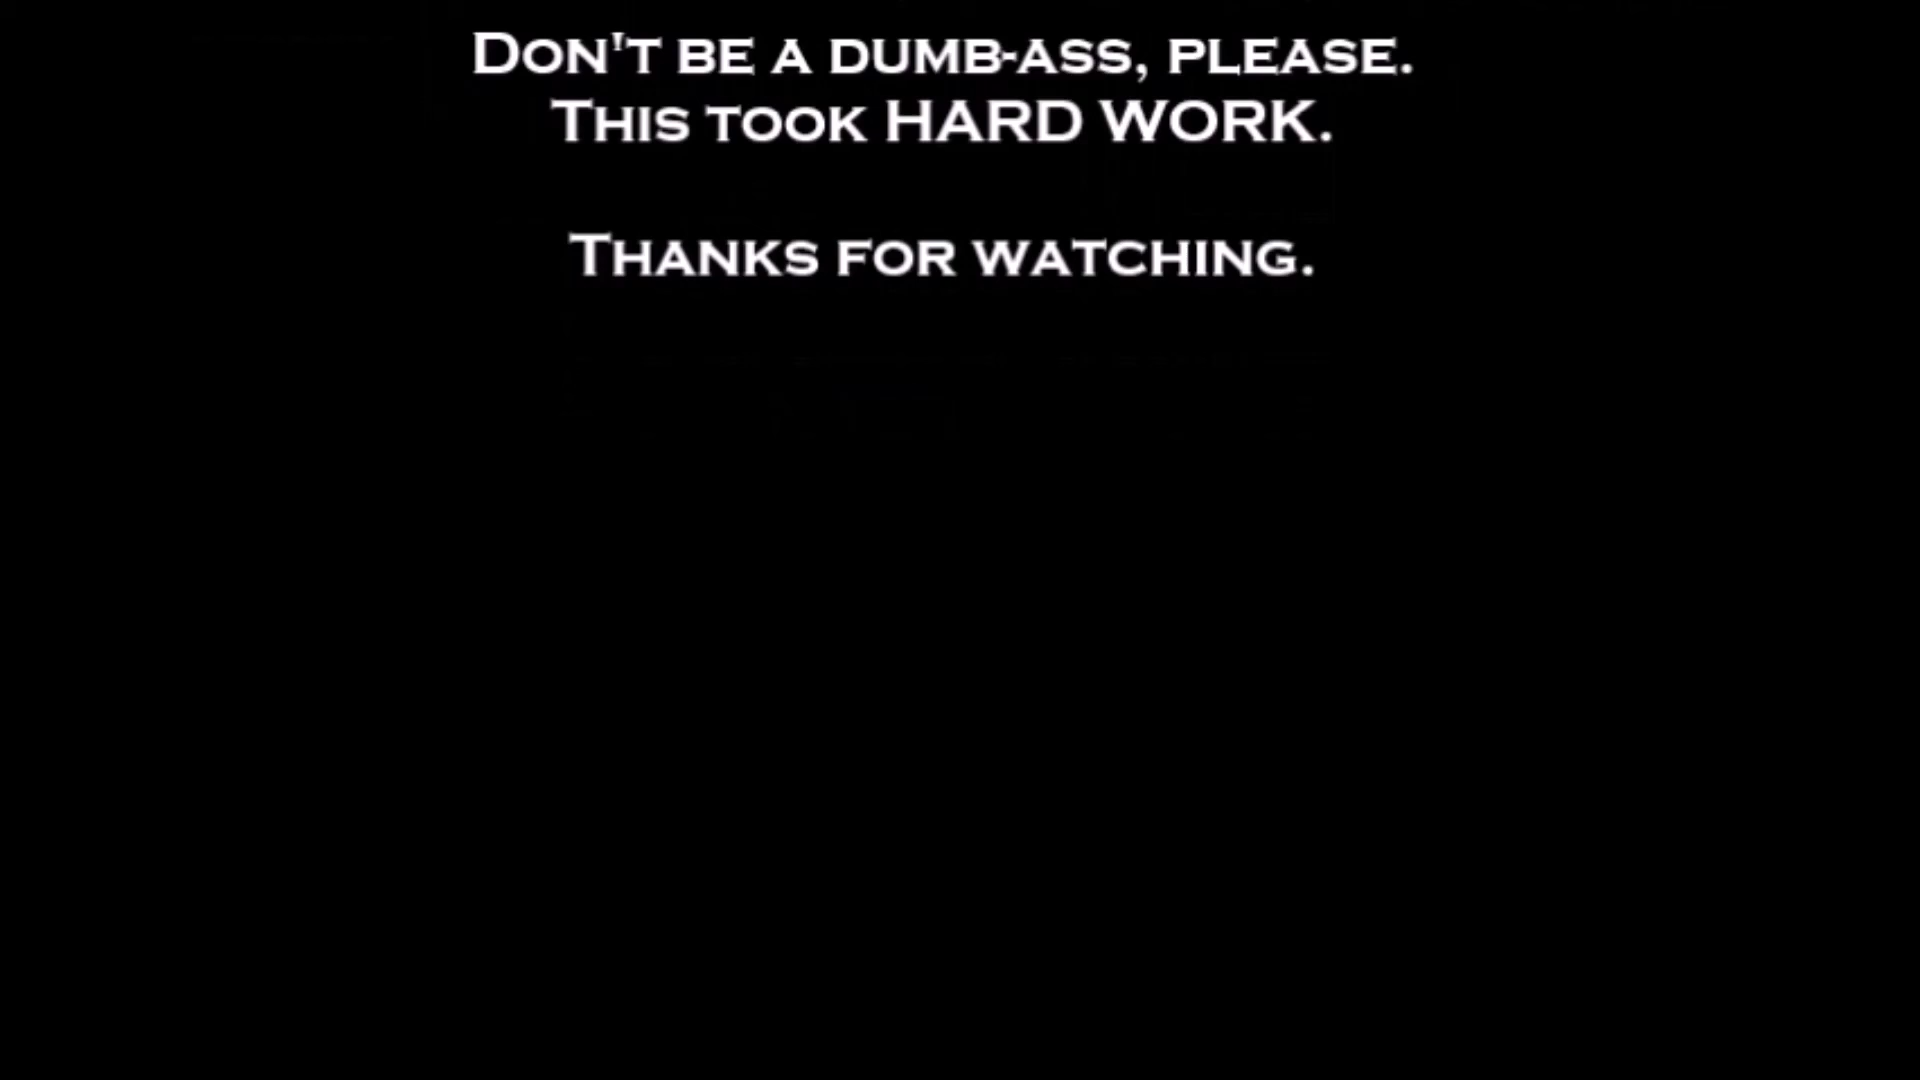 Don't be a dumb-ass, please.
This took HARD WORK.
Thanks for watching.